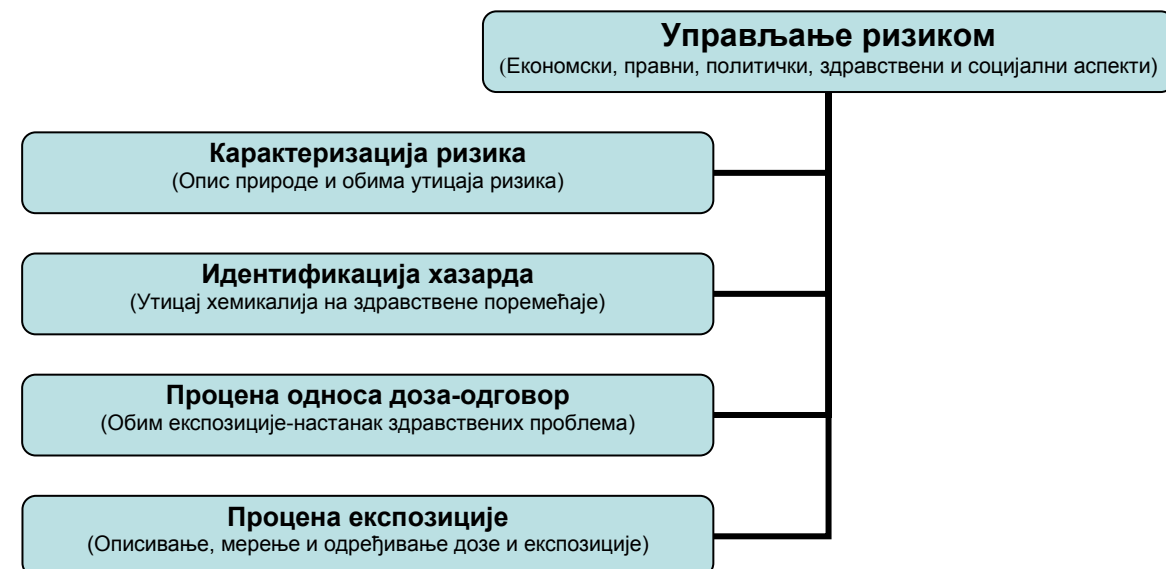 Управљање ризиком
(Економски, правни, политички, здравствени и социјални аспекти)
Карактеризација ризика
(Опис природе и обима утицаја ризика)
Идентификација хазарда
(Утицај хемикалија на здравствене поремећаје)
Процена односа доза-одговор
(Обим експозиције-настанак здравствених проблема)
Процена експозиције
(Описивање, мерење и одређивање дозе и експозиције)